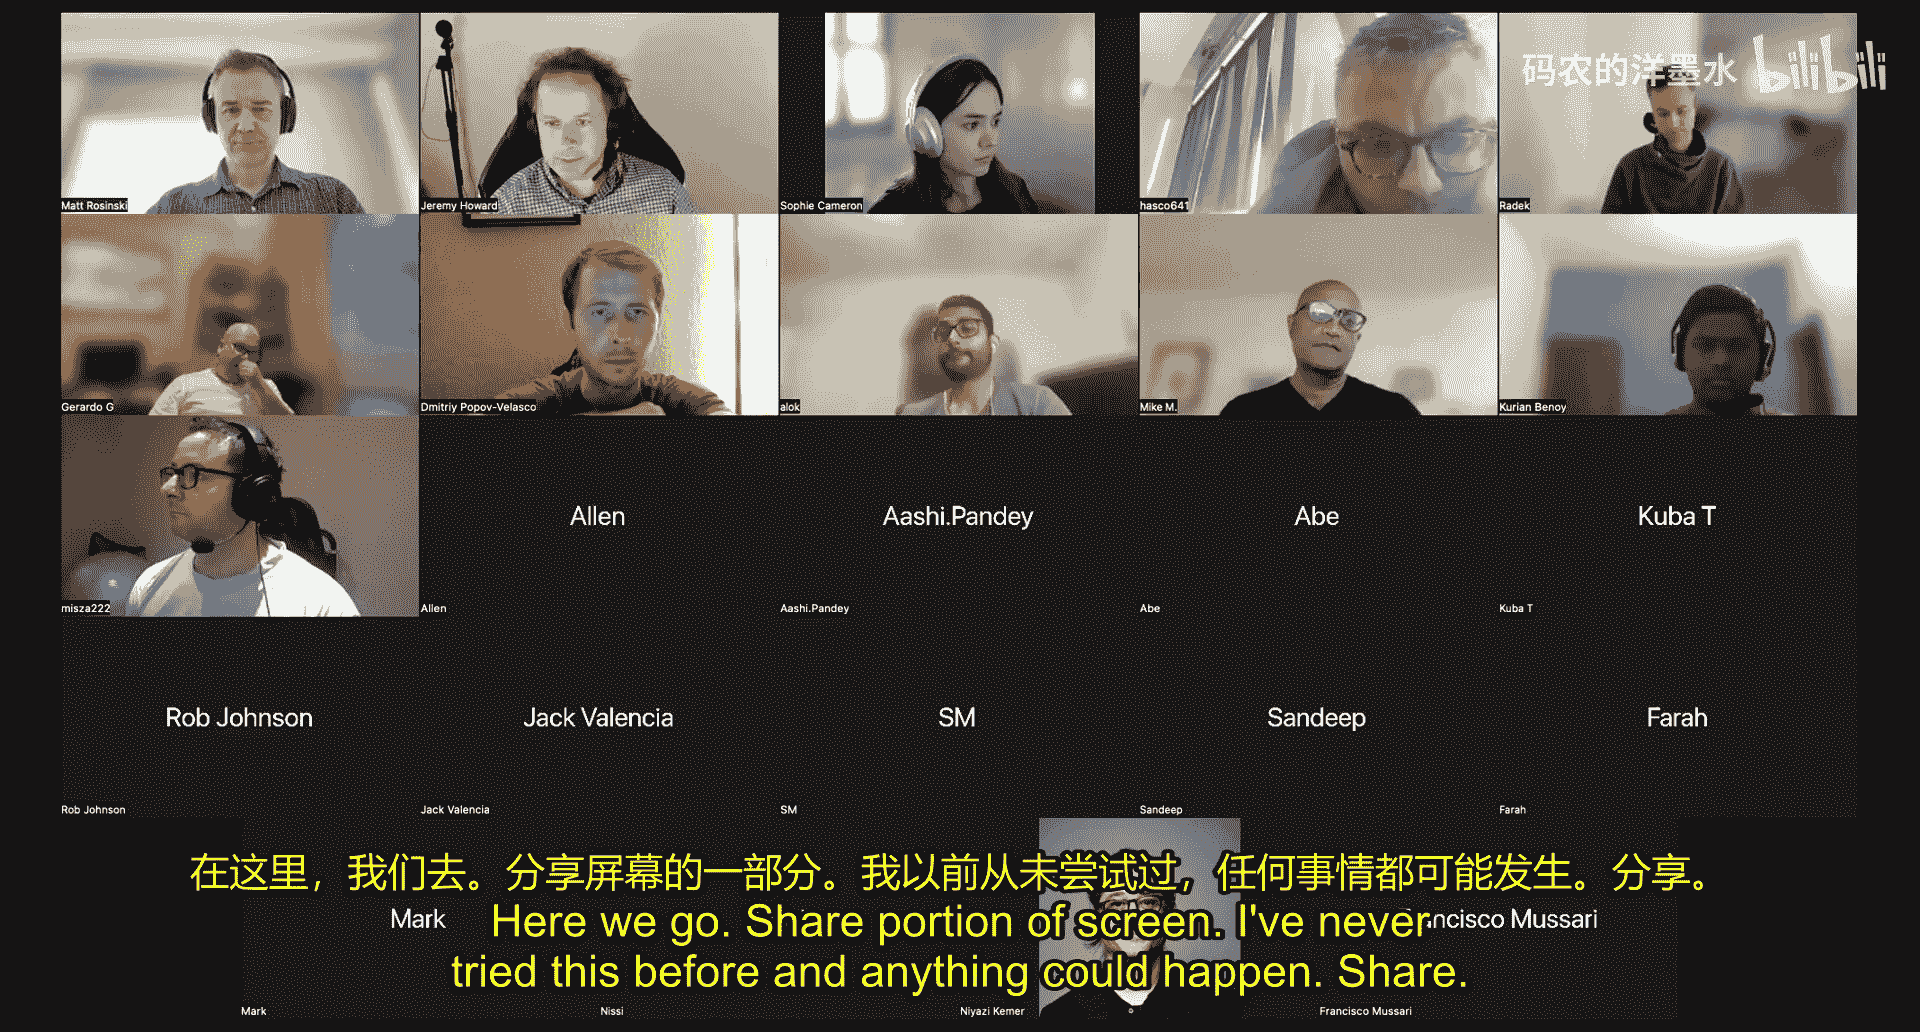 码农的洋墨水 bilibili
Matt Rosinski
Jeremy Howard
Sophie Cameron
hasco641
Radek
Gerardo G
Dmitriy Popov-Velasco
alok
Mike M.
Kurian Benoy
misza222
Allen
Allen
Aashi.Pandey
Aashi.Pandey
Abe
Abe
Kuba T
Kuba T
Rob Johnson
Rob Johnson
Jack Valencia
Jack Valencia
SM
SM
Sandeep
Sandeep
Farah
Farah
在这里，我们去。分享屏幕的一部分。我以前从未尝试过，任何事情都可能发生。分享。
Mark
ncisco Mussari
Here we go. Share portion of screen. I've never
tried this before and anything could happen. Share.
Mark
Nissi
Niyazi Kemer
Francisco Mussari